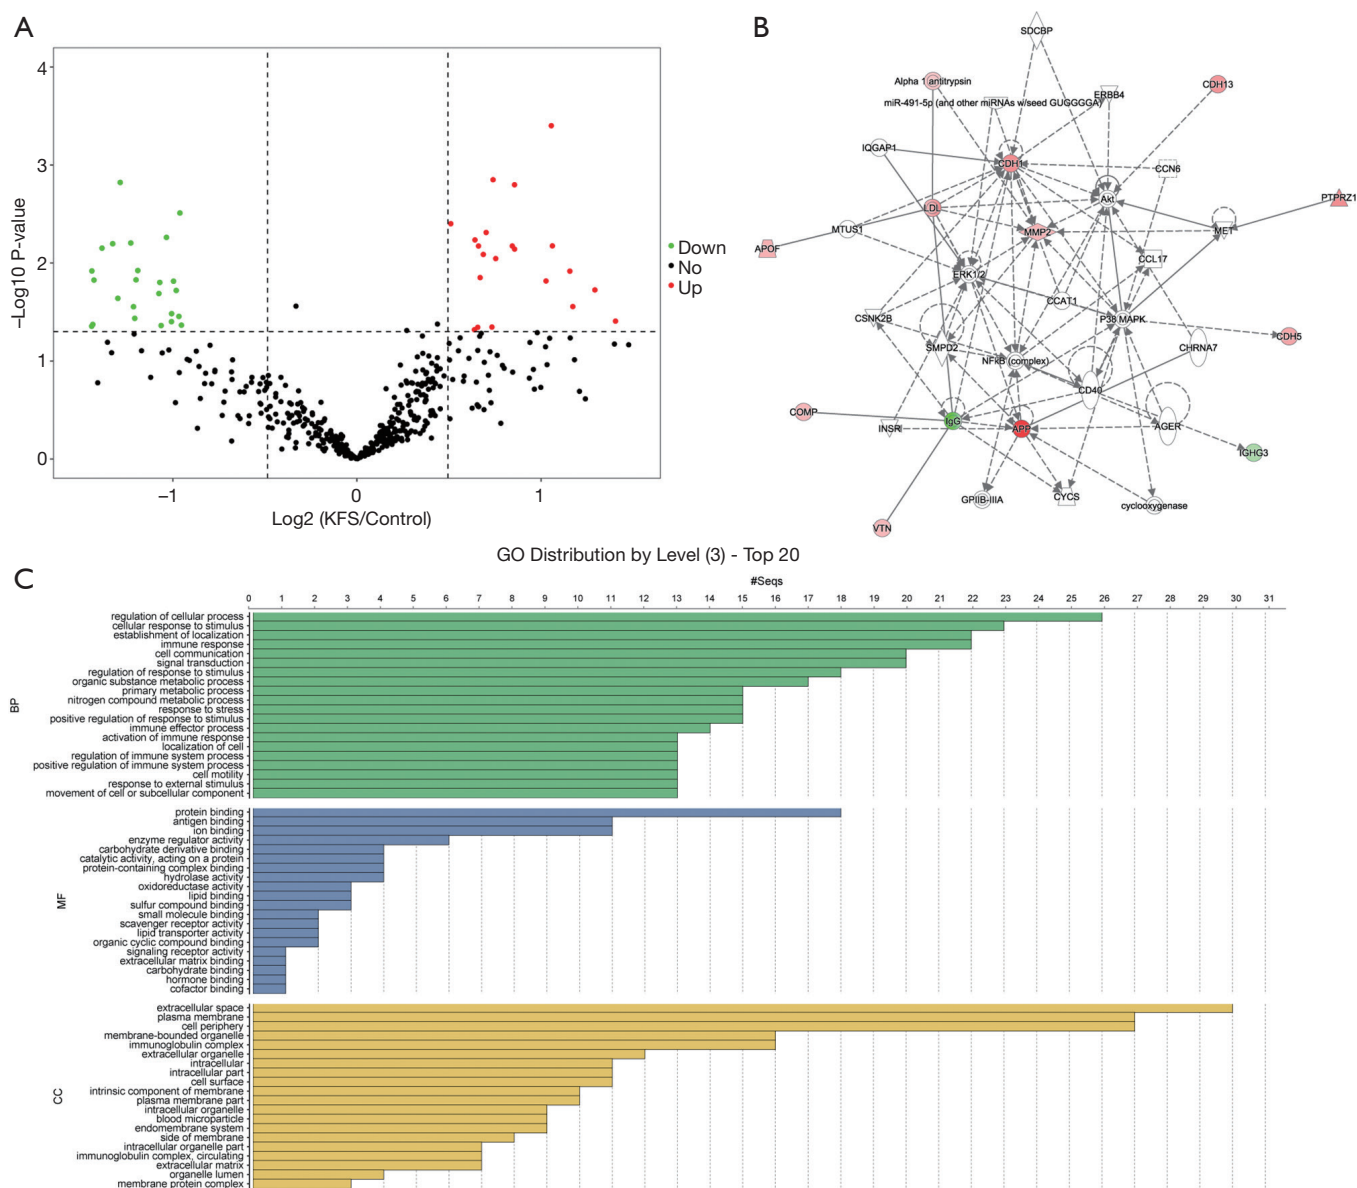 A
4
3
2
1
0
−1
0
1
−Log10 P-value
Log2 (KFS/Control)
Down
No
Up
B
SDCBP
Alpha 1 antitrypsin
miR-491-5p (and other miRNAs w/seed GUGGGGA)
ERBB4
CDH13
IQGAP1
CDH1
CCN6
LDL
Akt
PTPRZ1
MTUS1
MMP2
MET
APOF
CCL17
ERK1/2
CCAT1
CSNK2B
P38 MAPK
SMPD2
CHRNA7
CDH5
NFkB (complex)
CD40
COMP
INSR
IgG
APP
AGER
IGHG3
GPIIB-IIIA
CYCS
cyclooxygenase
VTN
GO Distribution by Level (3) - Top 20
C
#Seqs
0 1 2 3 4 5 6 7 8 9 10 11 12 13 14 15 16 17 18 19 20 21 22 23 24 25 26 27 28 29 30 31
BP
regulation of cellular process
cellular response to stimulus
establishment of localization
immune response
cell communication
signal transduction
regulation of response to stimulus
organic substance metabolic process
primary metabolic process
nitrogen compound metabolic process
response to stress
positive regulation of response to stimulus
immune effector process
activation of immune response
localization of cell
regulation of immune system process
positive regulation of immune system process
cell motility
response to external stimulus
movement of cell or subcellular component
MF
protein binding
antigen binding
ion binding
enzyme regulator activity
carbohydrate derivative binding
catalytic activity, acting on a protein
protein-containing complex binding
hydrolase activity
oxidoreductase activity
lipid binding
sulfur compound binding
small molecule binding
scavenger receptor activity
lipid transporter activity
organic cyclic compound binding
signaling receptor activity
extracellular matrix binding
carbohydrate binding
hormone binding
cofactor binding
CC
extracellular space
plasma membrane
cell periphery
membrane-bounded organelle
immunoglobulin complex
extracellular organelle
intracellular
intracellular part
cell surface
intrinsic component of membrane
plasma membrane part
intracellular organelle
blood microparticle
endomembrane system
side of membrane
intracellular organelle part
immunoglobulin complex, circulating
extracellular matrix
organelle lumen
membrane protein complex